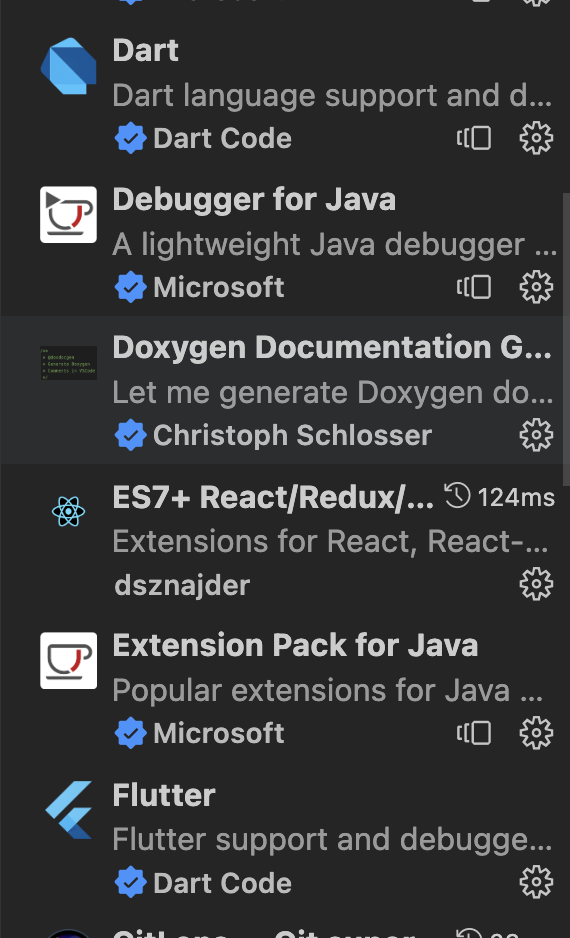 Dart
Dart language support and d...
Dart Code
Debugger for Java
A lightweight Java debugger ...
Microsoft
Doxygen Documentation G...
Let me generate Doxygen do...
Christoph Schlosser
ES7+ React/Redux/... 124ms
Extensions for React, React-...
dsznajder
Extension Pack for Java
Popular extensions for Java ...
Microsoft
Flutter
Flutter support and debugge...
Dart Code